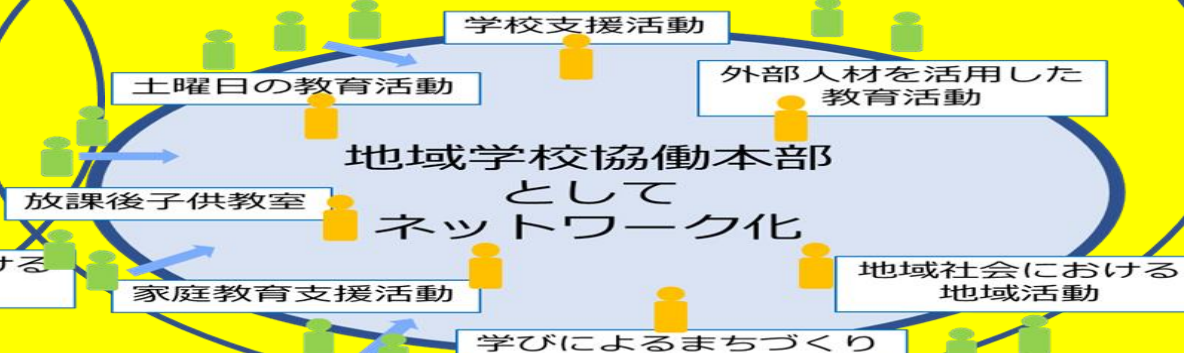 学校支援活動
外部人材を活用した
教育活動
土曜日の教育活動
地域学校協働本部
として
ネットワーク化
放課後子供教室
ける
地域社会における
地域活動
家庭教育支援活動
学びによるまちづくり